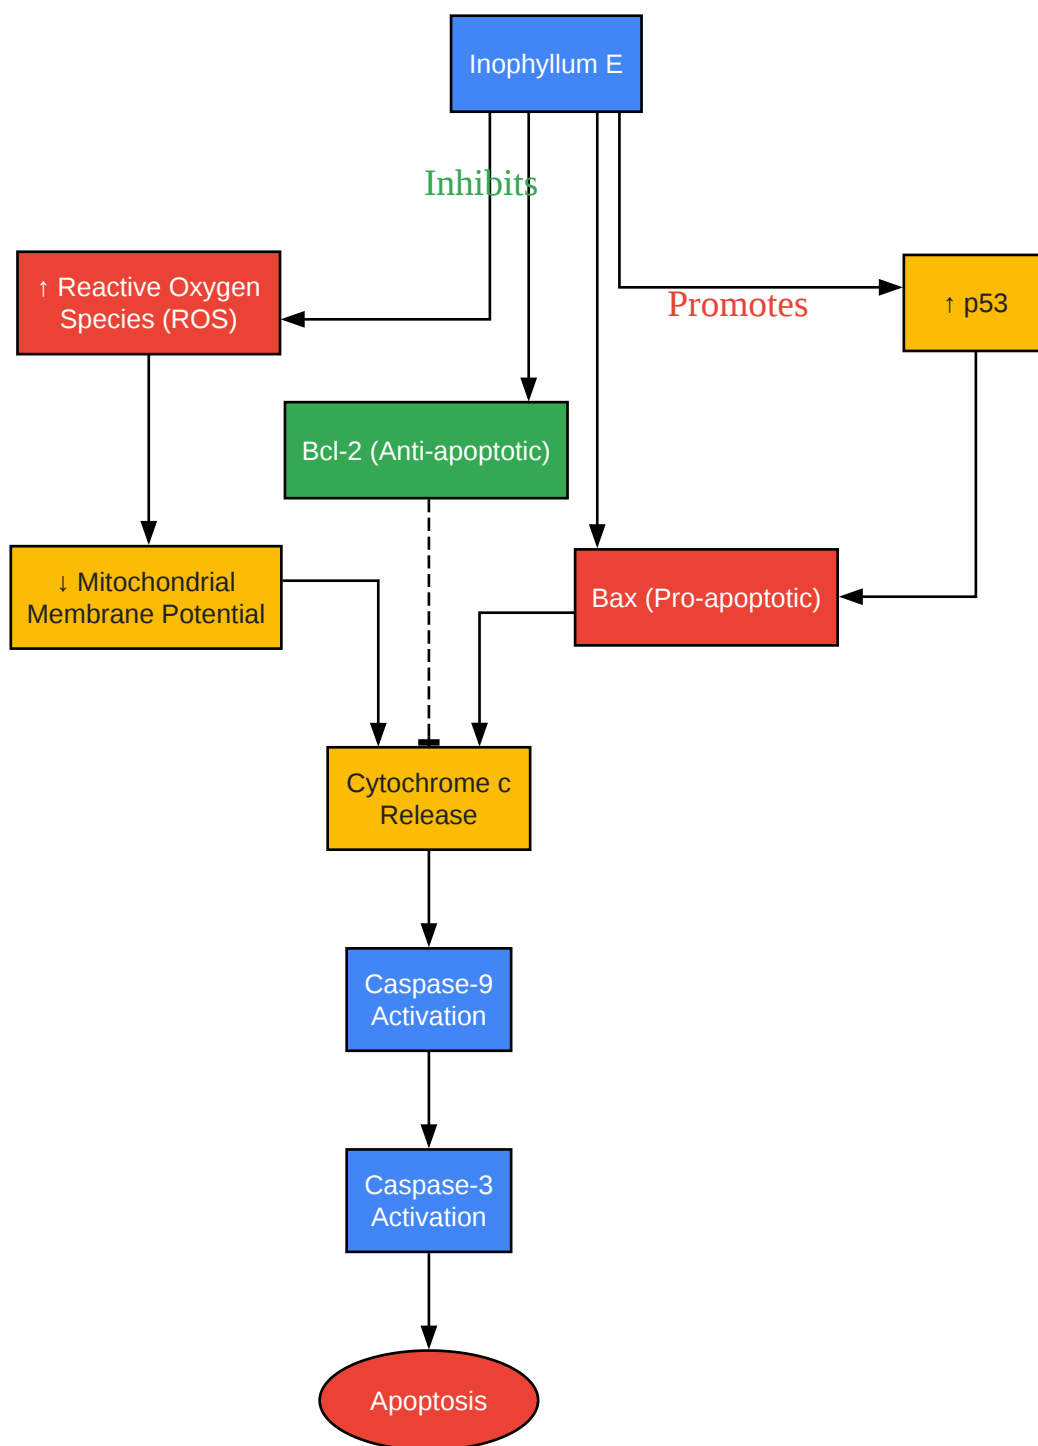 Inophyllum E
Inhibits
↑ Reactive Oxygen
Species (ROS)
Promotes
↑ p53
Bcl-2 (Anti-apoptotic)
↓ Mitochondrial
Membrane Potential
Bax (Pro-apoptotic)
Cytochrome c
Release
Caspase-9
Activation
Caspase-3
Activation
Apoptosis